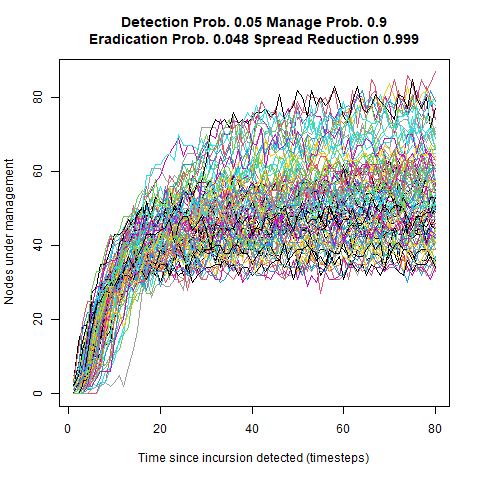 Detection Prob. 0.05 Manage Prob. 0.9
Eradication Prob. 0.048 Spread Reduction 0.999
Nodes under management
80
60
40
20
0
0 20 40 60 80
Time since incursion detected (timesteps)